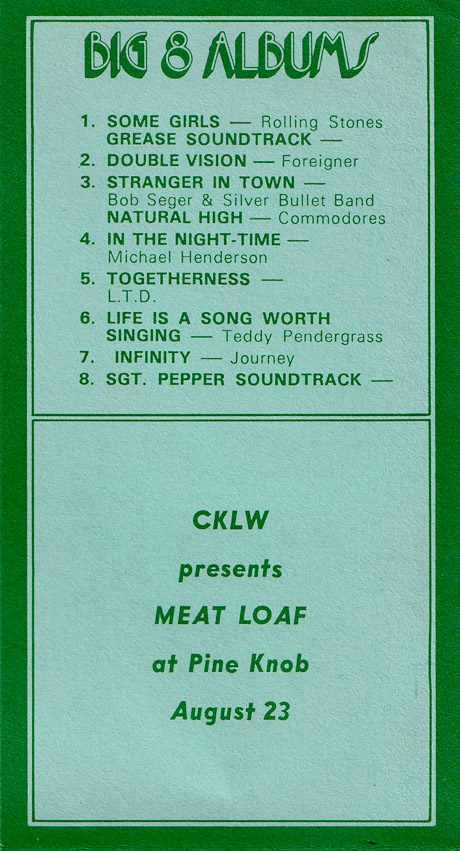 BIG 8 ALBUMS
1. SOME GIRLS — Rolling Stones
GREASE SOUNDTRACK —
2. DOUBLE VISION — Foreigner
3. STRANGER IN TOWN —
Bob Seger & Silver Bullet Band
NATURAL HIGH — Commodores
4. IN THE NIGHT-TIME —
Michael Henderson
5. TOGETHERNESS —
L.T.D.
6. LIFE IS A SONG WORTH
SINGING — Teddy Pendergrass
7. INFINITY — Journey
8. SGT. PEPPER SOUNDTRACK —
CKLW
presents
MEAT LOAF
at Pine Knob
August 23